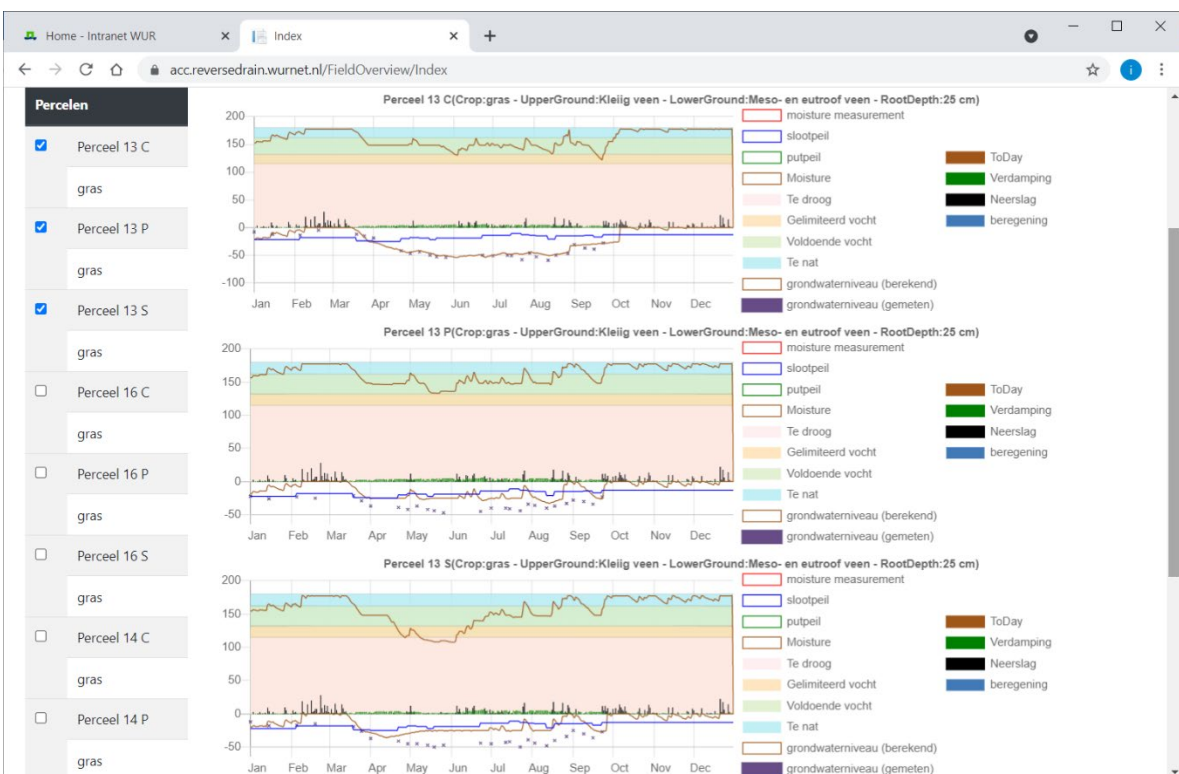 Home - Intranet WUR
Index
acc.reversedrain.wurnet.nl/FieldOverview/Index
i
Percelen
Perceel 13 C
gras
Perceel 13 P
gras
Perceel 13 S
gras
Perceel 16 C
gras
Perceel 16 P
gras
Perceel 16 S
gras
Perceel 14 C
gras
Perceel 14 P
gras
Perceel 13 C(Crop:gras - UpperGround:Kleiig veen - LowerGround:Meso- en eutroof veen - RootDepth:25 cm)
200
150
100
50
0
-50
-100
Jan Feb Mar Apr May Jun Jul Aug Sep Oct Nov Dec
moisture measurement
slootpeil
putpeil
Moisture
Te droog
Gelimiteerd vocht
Voldoende vocht
Te nat
grondwaterniveau (berekend)
grondwaterniveau (gemeten)
ToDay
Verdamping
Neerslag
beregening
Perceel 13 P(Crop:gras - UpperGround:Kleiig veen - LowerGround:Meso- en eutroof veen - RootDepth:25 cm)
200
150
100
50
0
-50
Jan Feb Mar Apr May Jun Jul Aug Sep Oct Nov Dec
moisture measurement
slootpeil
putpeil
Moisture
Te droog
Gelimiteerd vocht
Voldoende vocht
Te nat
grondwaterniveau (berekend)
grondwaterniveau (gemeten)
ToDay
Verdamping
Neerslag
beregening
Perceel 13 S(Crop:gras - UpperGround:Kleiig veen - LowerGround:Meso- en eutroof veen - RootDepth:25 cm)
200
150
100
50
0
-50
Jan Feb Mar Apr May Jun Jul Aug Sep Oct Nov Dec
moisture measurement
slootpeil
putpeil
Moisture
Te droog
Gelimiteerd vocht
Voldoende vocht
Te nat
grondwaterniveau (berekend)
grondwaterniveau (gemeten)
ToDay
Verdamping
Neerslag
beregening